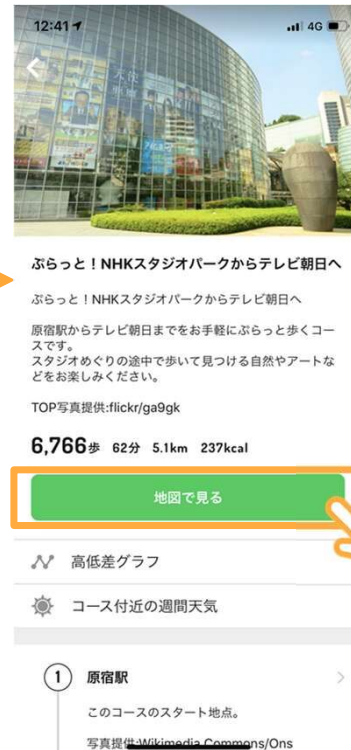 12:41
4G
ぷらっと！NHKスタジオパークからテレビ朝日へ
ぷらっと！NHKスタジオパークからテレビ朝日へ
原宿駅からテレビ朝日までをお手軽にぷらっと歩くコー
スです。
スタジオめぐりの途中で歩いて見つける自然やアートな
どをお楽しみください。
TOP写真提供:flickr/ga9gk
6,766歩 62分 5.1km 237kcal
地図で見る
高低差グラフ
コース付近の週間天気
1 原宿駅
このコースのスタート地点。
写真提供:Wikimedia Commons/Ons